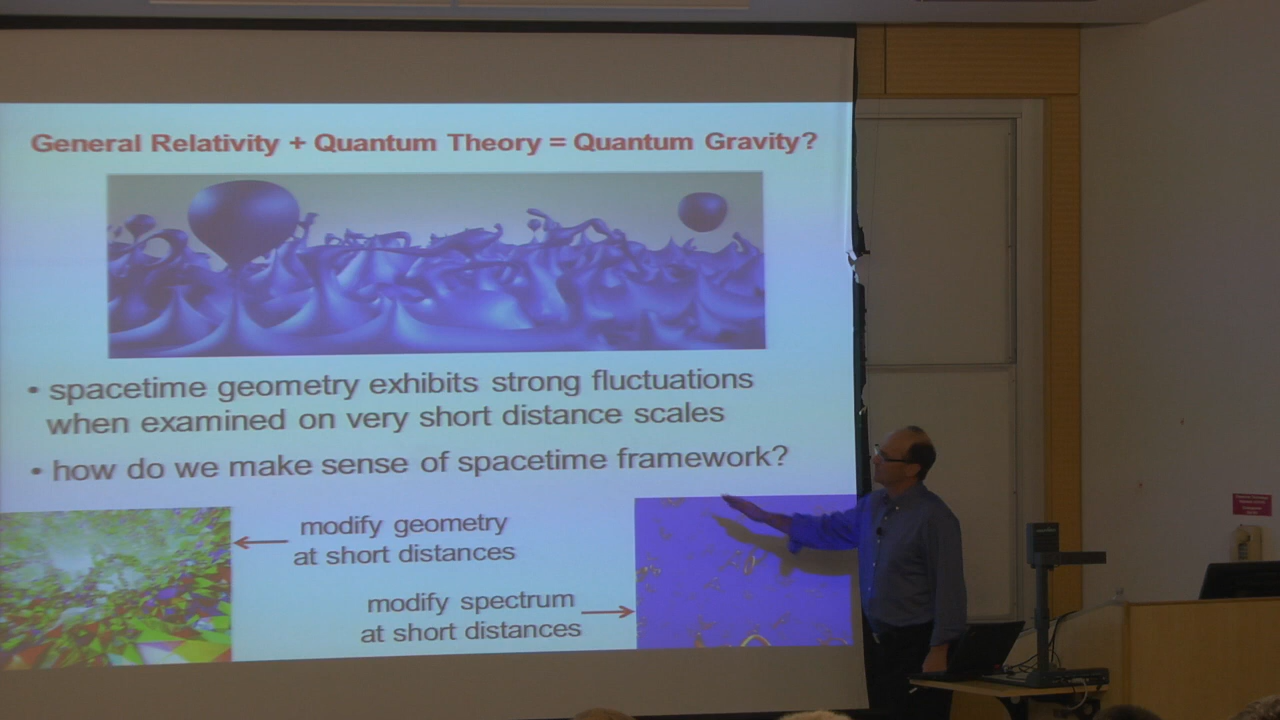 General Relativity + Quantum Theory = Quantum Gravity?
• spacetime geometry exhibits strong fluctuations
when examined on very short distance scales
• how do we make sense of spacetime framework?
modify geometry
at short distances
modify spectrum
at short distances